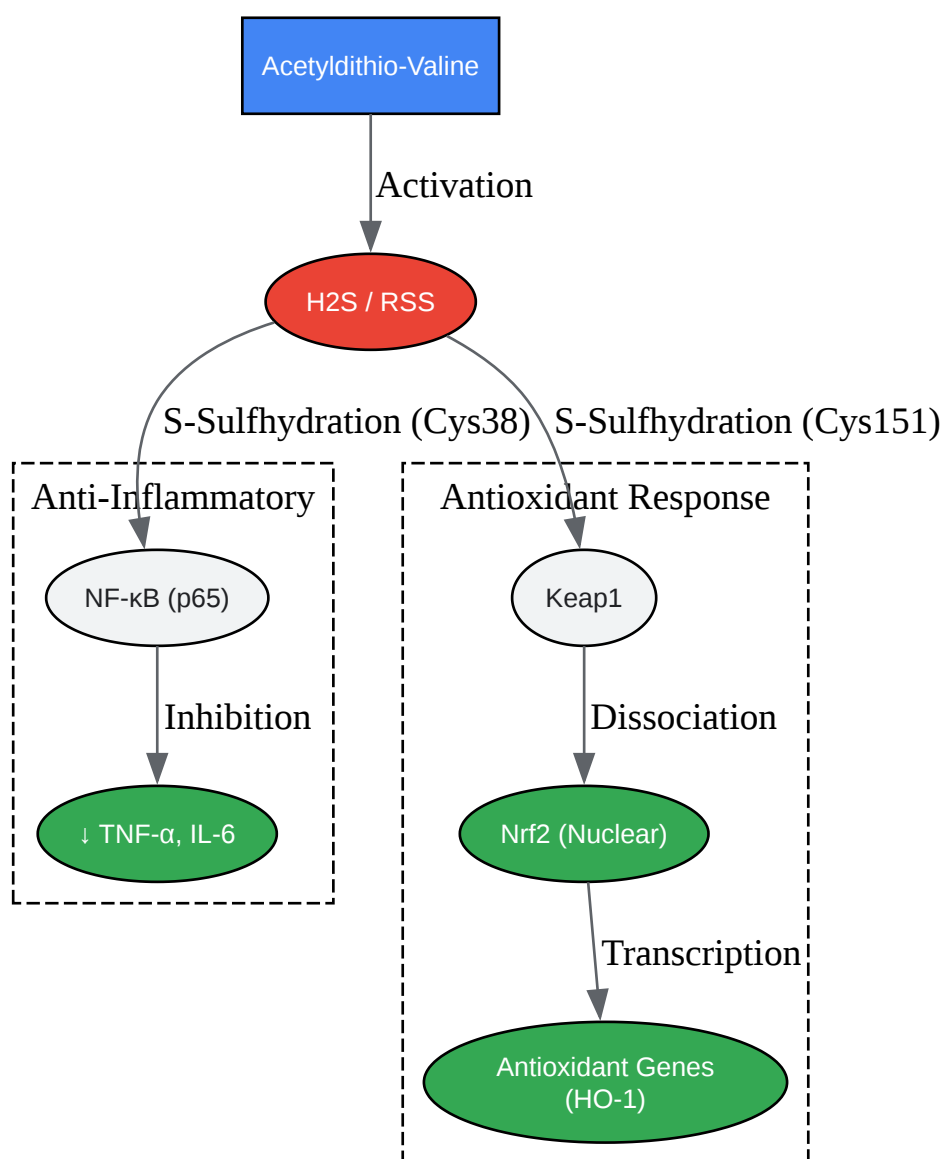 Acetyldithio-Valine
Activation
H2S / RSS
S-Sulfhydration (Cys38)
S-Sulfhydration (Cys151)
Anti-Inflammatory
Antioxidant Response
NF-κB (p65)
Keap1
Inhibition
Dissociation
↓ TNF-α, IL-6
Nrf2 (Nuclear)
Transcription
Antioxidant Genes
(HO-1)